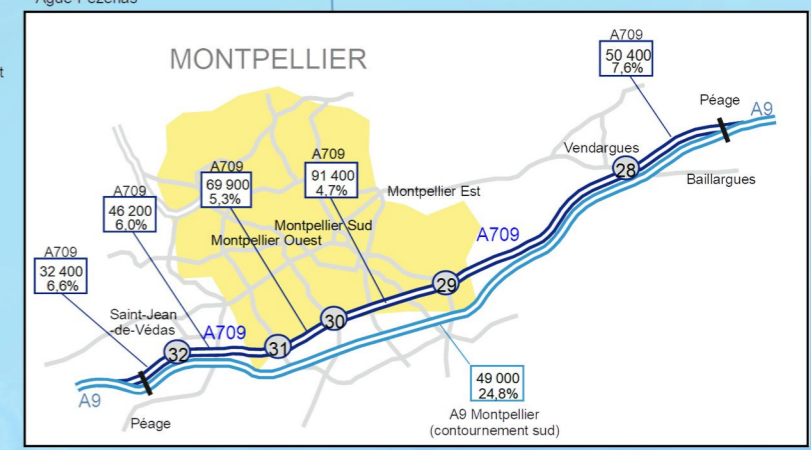 Agde-Pézenas
MONTPELLIER
A709
50 400
7,6%
Péage
A9
Vendargues
28
Baillargues
A709
91 400
4,7%
A709
69 900
5,3%
A709
46 200
6,0%
Montpellier Est
Montpellier Sud
Montpellier Ouest
A709
A709
32 400
6,6%
29
30
31
32
Saint-Jean
-de-Védas
A709
A9
Péage
49 000
24,8%
A9 Montpellier
(contournement sud)